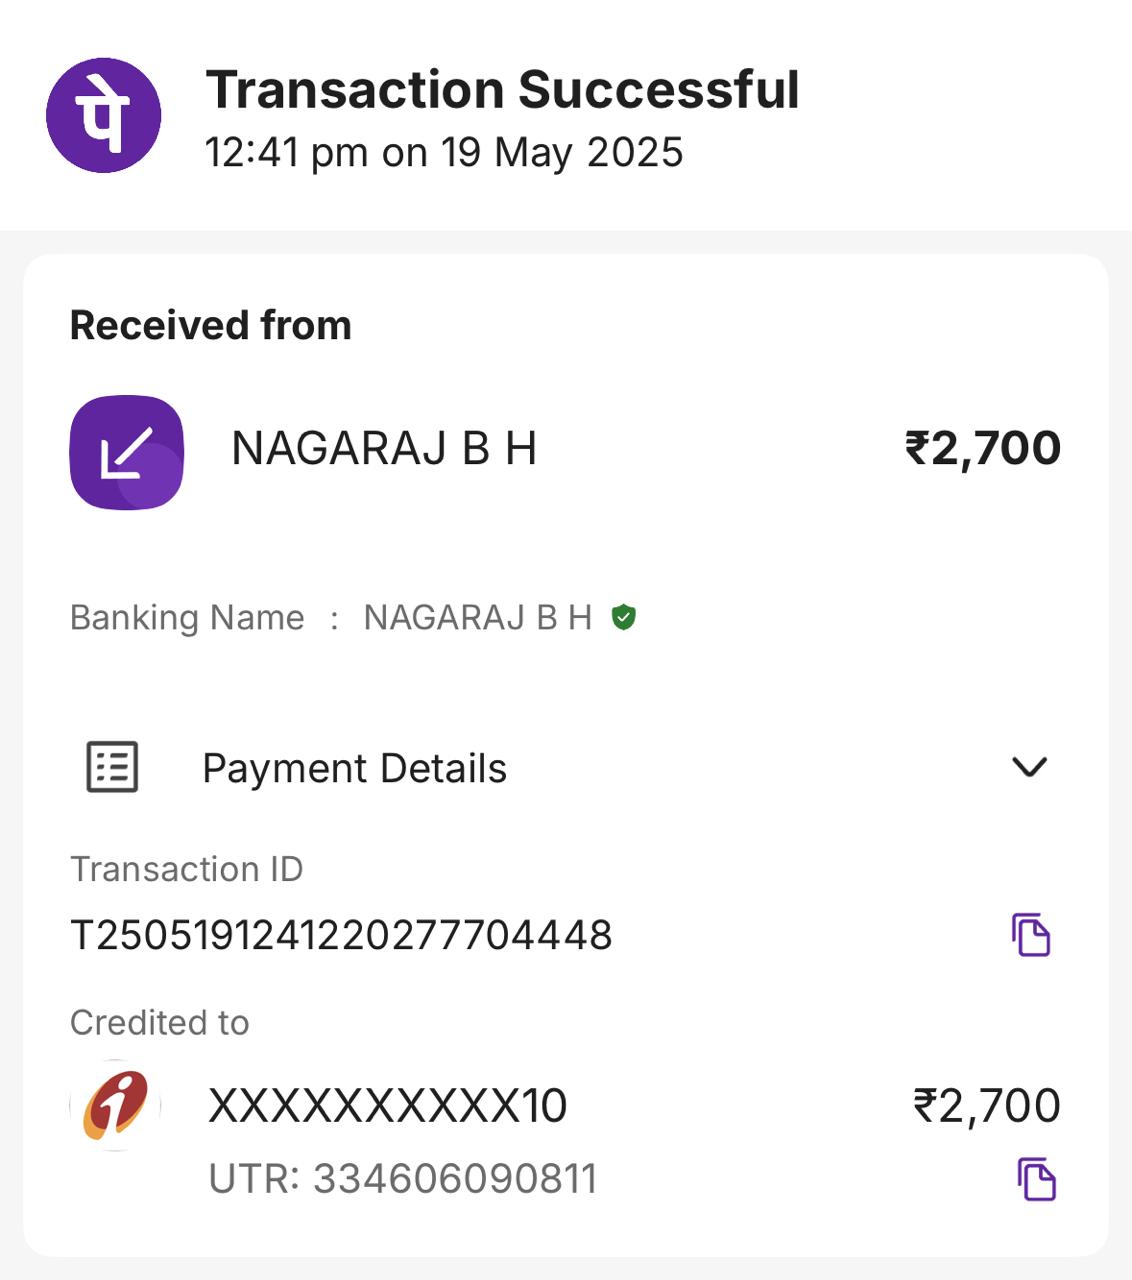 पे
Transaction Successful
12:41 pm on 19 May 2025
Received from
NAGARAJ B H ₹2,700
Banking Name : NAGARAJ B H
Payment Details
Transaction ID
T2505191241220277704448
Credited to
XXXXXXXXXX10 ₹2,700
UTR: 334606090811